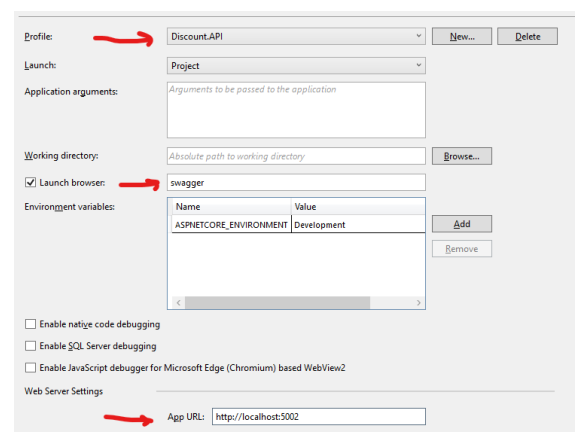 Profile: Discount.API New... Delete
Launch: Project
Application arguments: Arguments to be passed to the application
Working directory: Absolute path to working directory Browse...
Launch browser: swagger
Environment variables: Name Value
ASPNETCORE_ENVIRONMENT Development Add
Remove
Enable native code debugging
Enable SQL Server debugging
Enable JavaScript debugger for Microsoft Edge (Chromium) based WebView2
Web Server Settings
App URL: http://localhost:5002